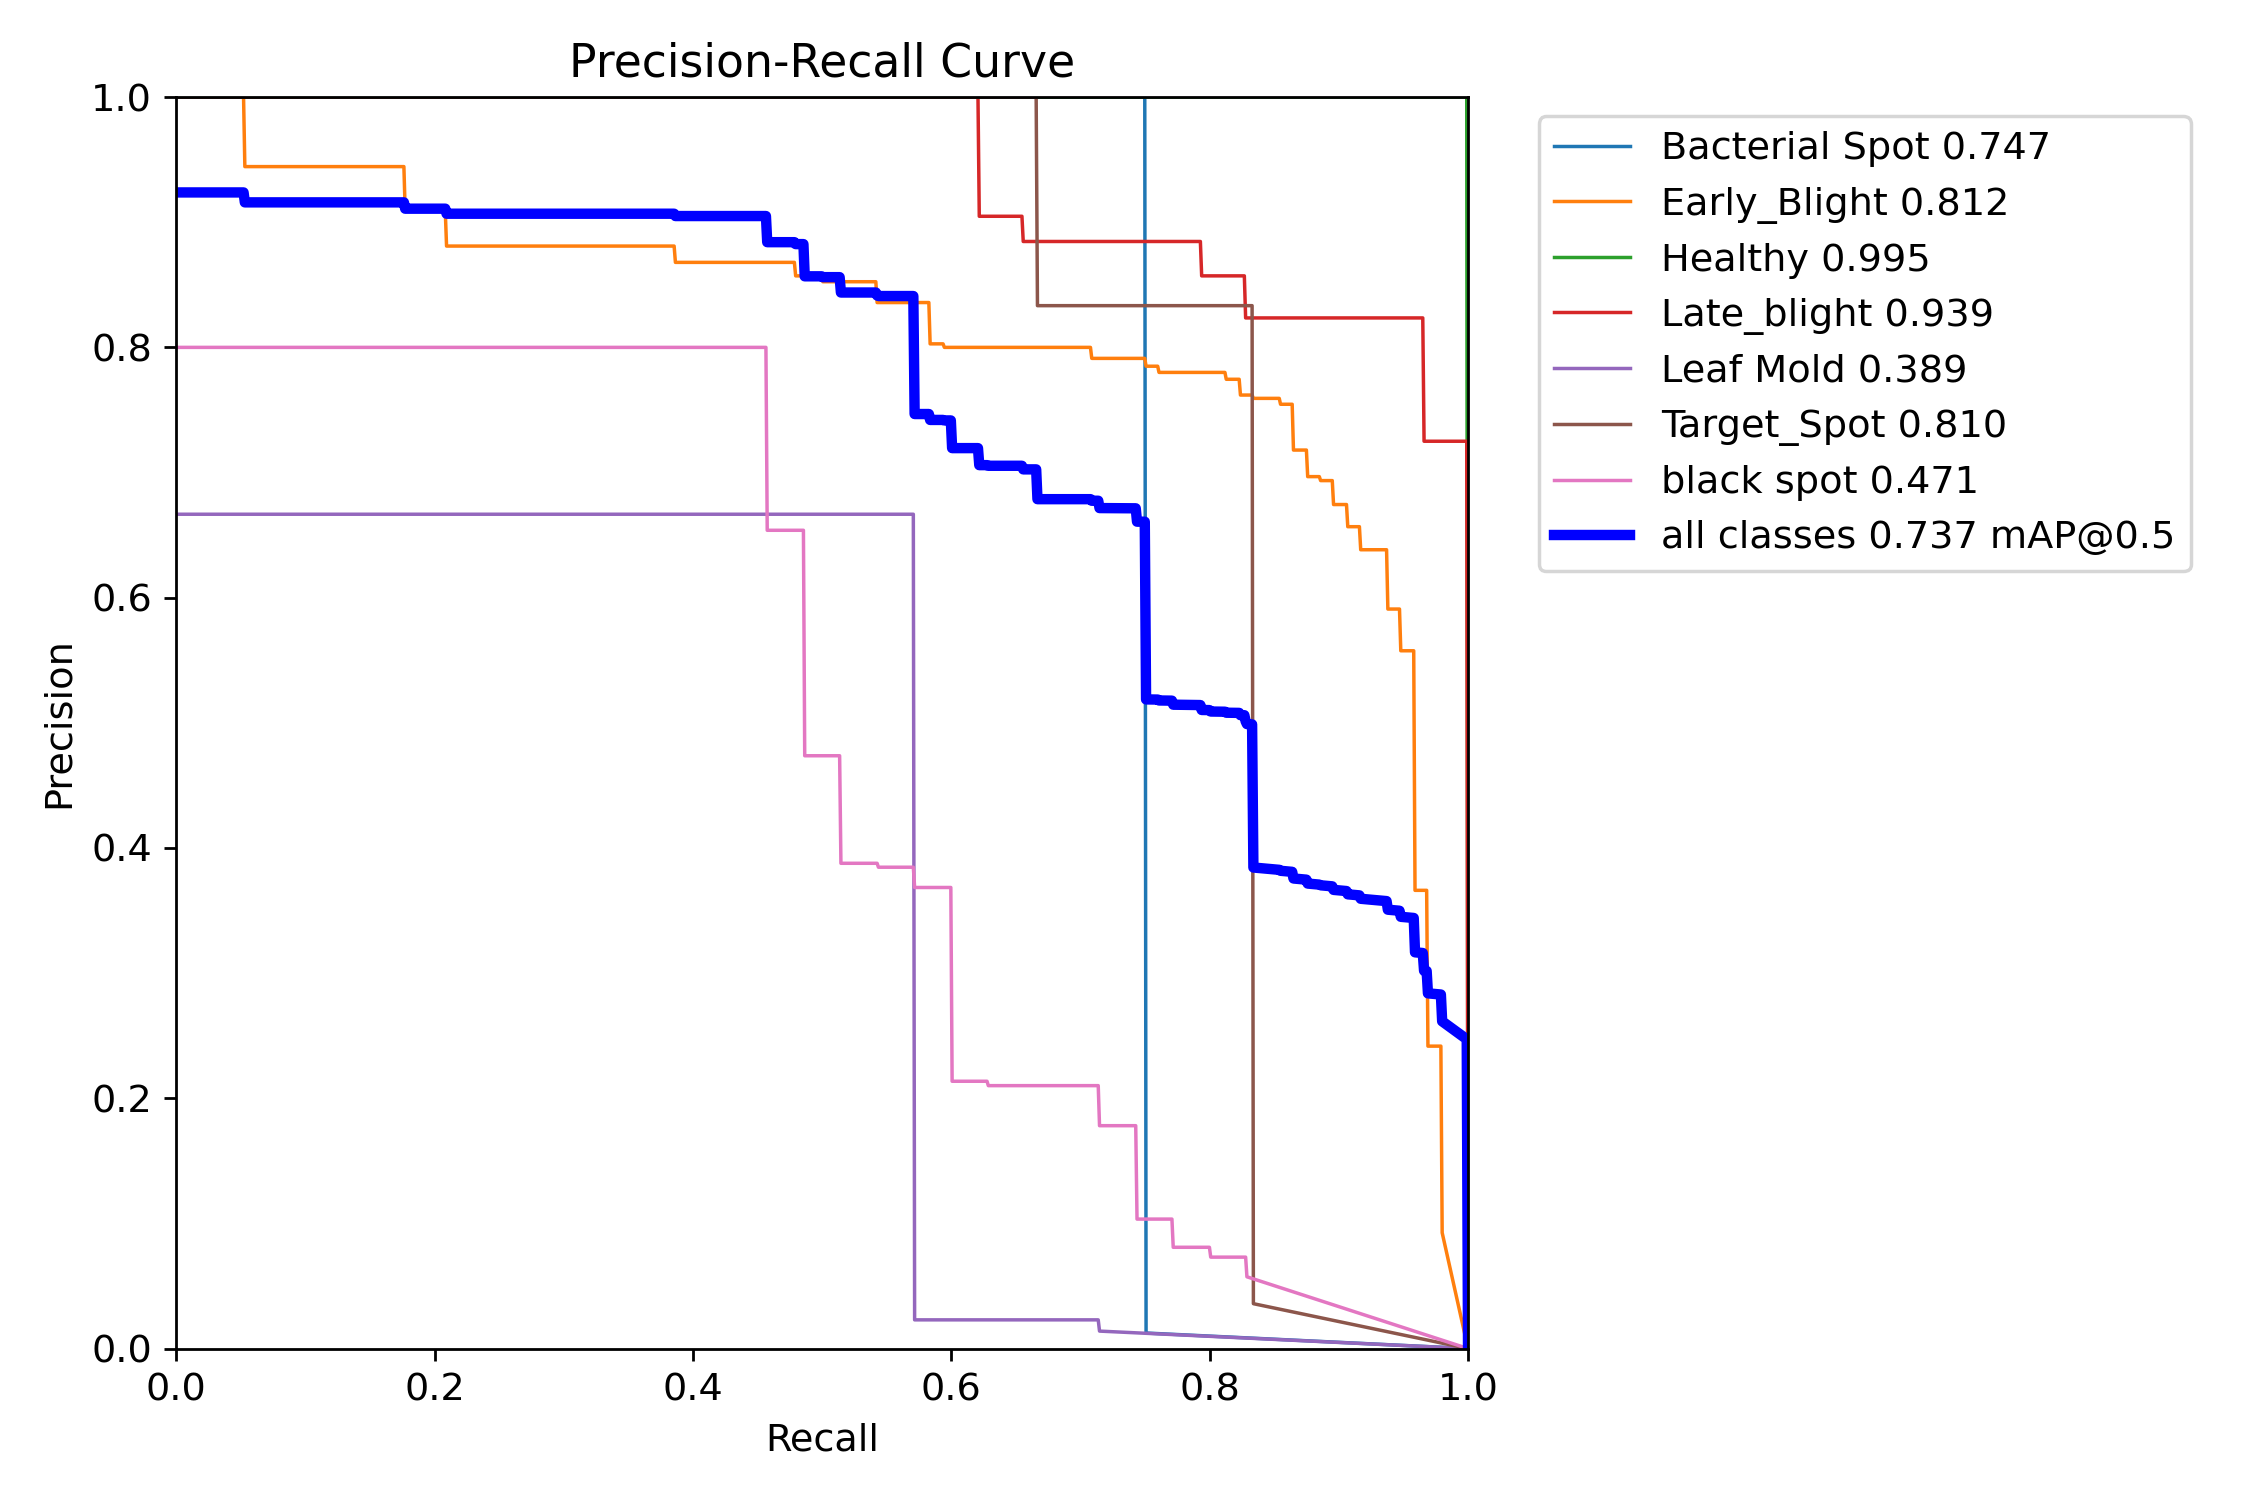 Precision-Recall Curve
1.0
0.8
0.6
0.4
0.2
0.0
Precision
0.0 0.2 0.4 0.6 0.8 1.0
Recall
Bacterial Spot 0.747
Early_Blight 0.812
Healthy 0.995
Late_blight 0.939
Leaf Mold 0.389
Target_Spot 0.810
black spot 0.471
all classes 0.737 mAP@0.5